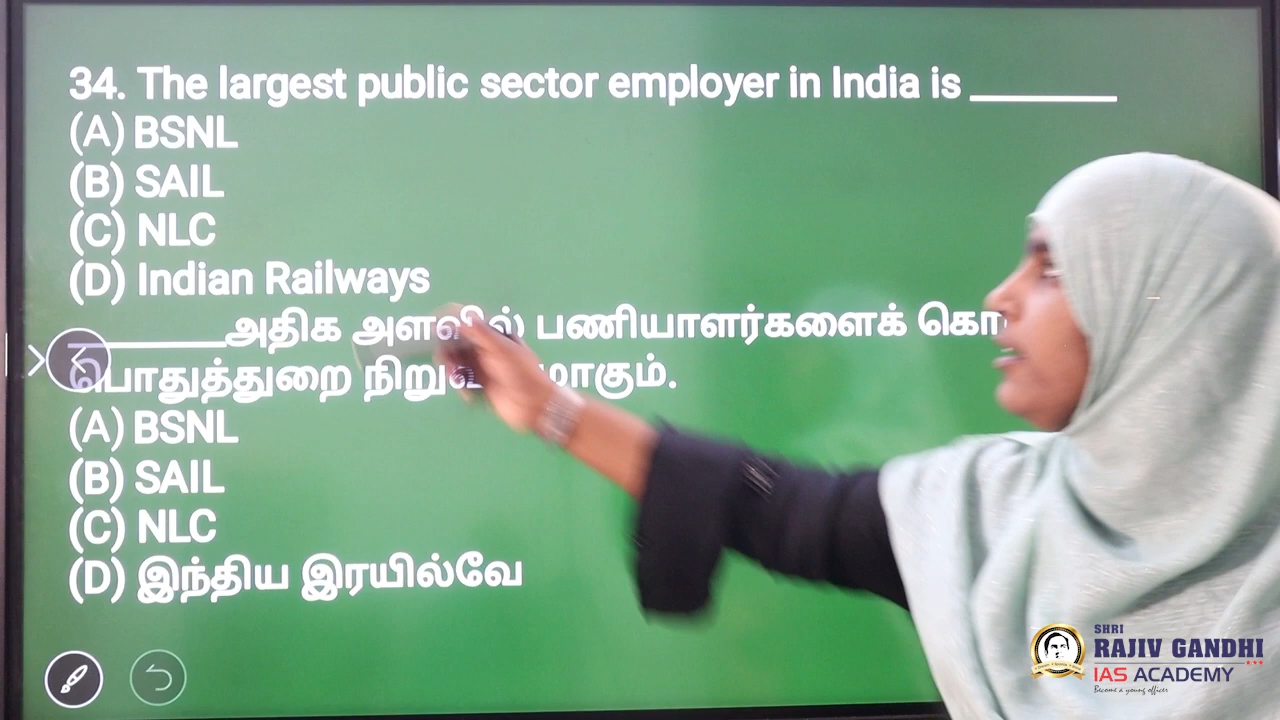 34. The largest public sector employer in India is ________
(A) BSNL
(B) SAIL
(C) NLC
(D) Indian Railways
________அதிக அளவில் பணியாளர்களைக்
பொதுத்துறை
(A) BSNL
(B) SAIL
(C) NLC
(D) இந்திய இரயில்வே
SHRI
RAJIV GANDHI
IAS ACADEMY
Become a young officer